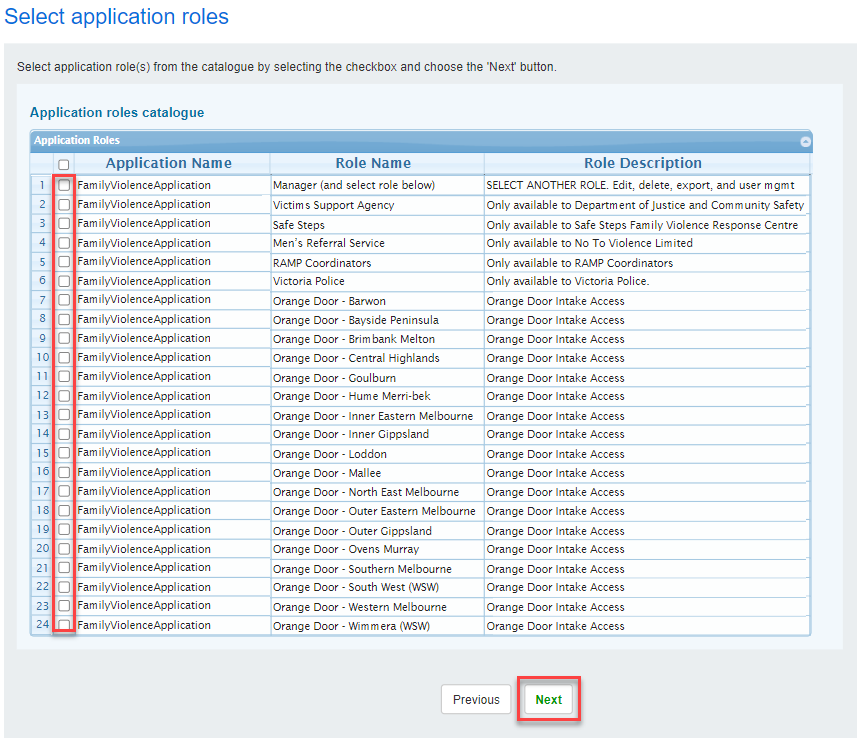 Select application roles
Select application role(s) from the catalogue by selecting the checkbox and choose the 'Next' button.
Application roles catalogue
Application Roles
Application Name Role Name Role Description
1 FamilyViolenceApplication Manager (and select role below) SELECT ANOTHER ROLE. Edit, delete, export, and user mgmt
2 FamilyViolenceApplication Victims Support Agency Only available to Department of Justice and Community Safety
3 FamilyViolenceApplication Safe Steps Only available to Safe Steps Family Violence Response Centre
4 FamilyViolenceApplication Men's Referral Service Only available to No To Violence Limited
5 FamilyViolenceApplication RAMP Coordinators Only available to RAMP Coordinators
6 FamilyViolenceApplication Victoria Police Only available to Victoria Police.
7 FamilyViolenceApplication Orange Door - Barwon Orange Door Intake Access
8 FamilyViolenceApplication Orange Door - Bayside Peninsula Orange Door Intake Access
9 FamilyViolenceApplication Orange Door - Brimbank Melton Orange Door Intake Access
10 FamilyViolenceApplication Orange Door - Central Highlands Orange Door Intake Access
11 FamilyViolenceApplication Orange Door - Goulburn Orange Door Intake Access
12 FamilyViolenceApplication Orange Door - Hume Merri-bek Orange Door Intake Access
13 FamilyViolenceApplication Orange Door - Inner Eastern Melbourne Orange Door Intake Access
14 FamilyViolenceApplication Orange Door - Inner Gippsland Orange Door Intake Access
15 FamilyViolenceApplication Orange Door - Loddon Orange Door Intake Access
16 FamilyViolenceApplication Orange Door - Mallee Orange Door Intake Access
17 FamilyViolenceApplication Orange Door - North East Melbourne Orange Door Intake Access
18 FamilyViolenceApplication Orange Door - Outer Eastern Melbourne Orange Door Intake Access
19 FamilyViolenceApplication Orange Door - Outer Gippsland Orange Door Intake Access
20 FamilyViolenceApplication Orange Door - Ovens Murray Orange Door Intake Access
21 FamilyViolenceApplication Orange Door - Southern Melbourne Orange Door Intake Access
22 FamilyViolenceApplication Orange Door - South West (WSW) Orange Door Intake Access
23 FamilyViolenceApplication Orange Door - Western Melbourne Orange Door Intake Access
24 FamilyViolenceApplication Orange Door - Wimmera (WSW) Orange Door Intake Access
Previous Next